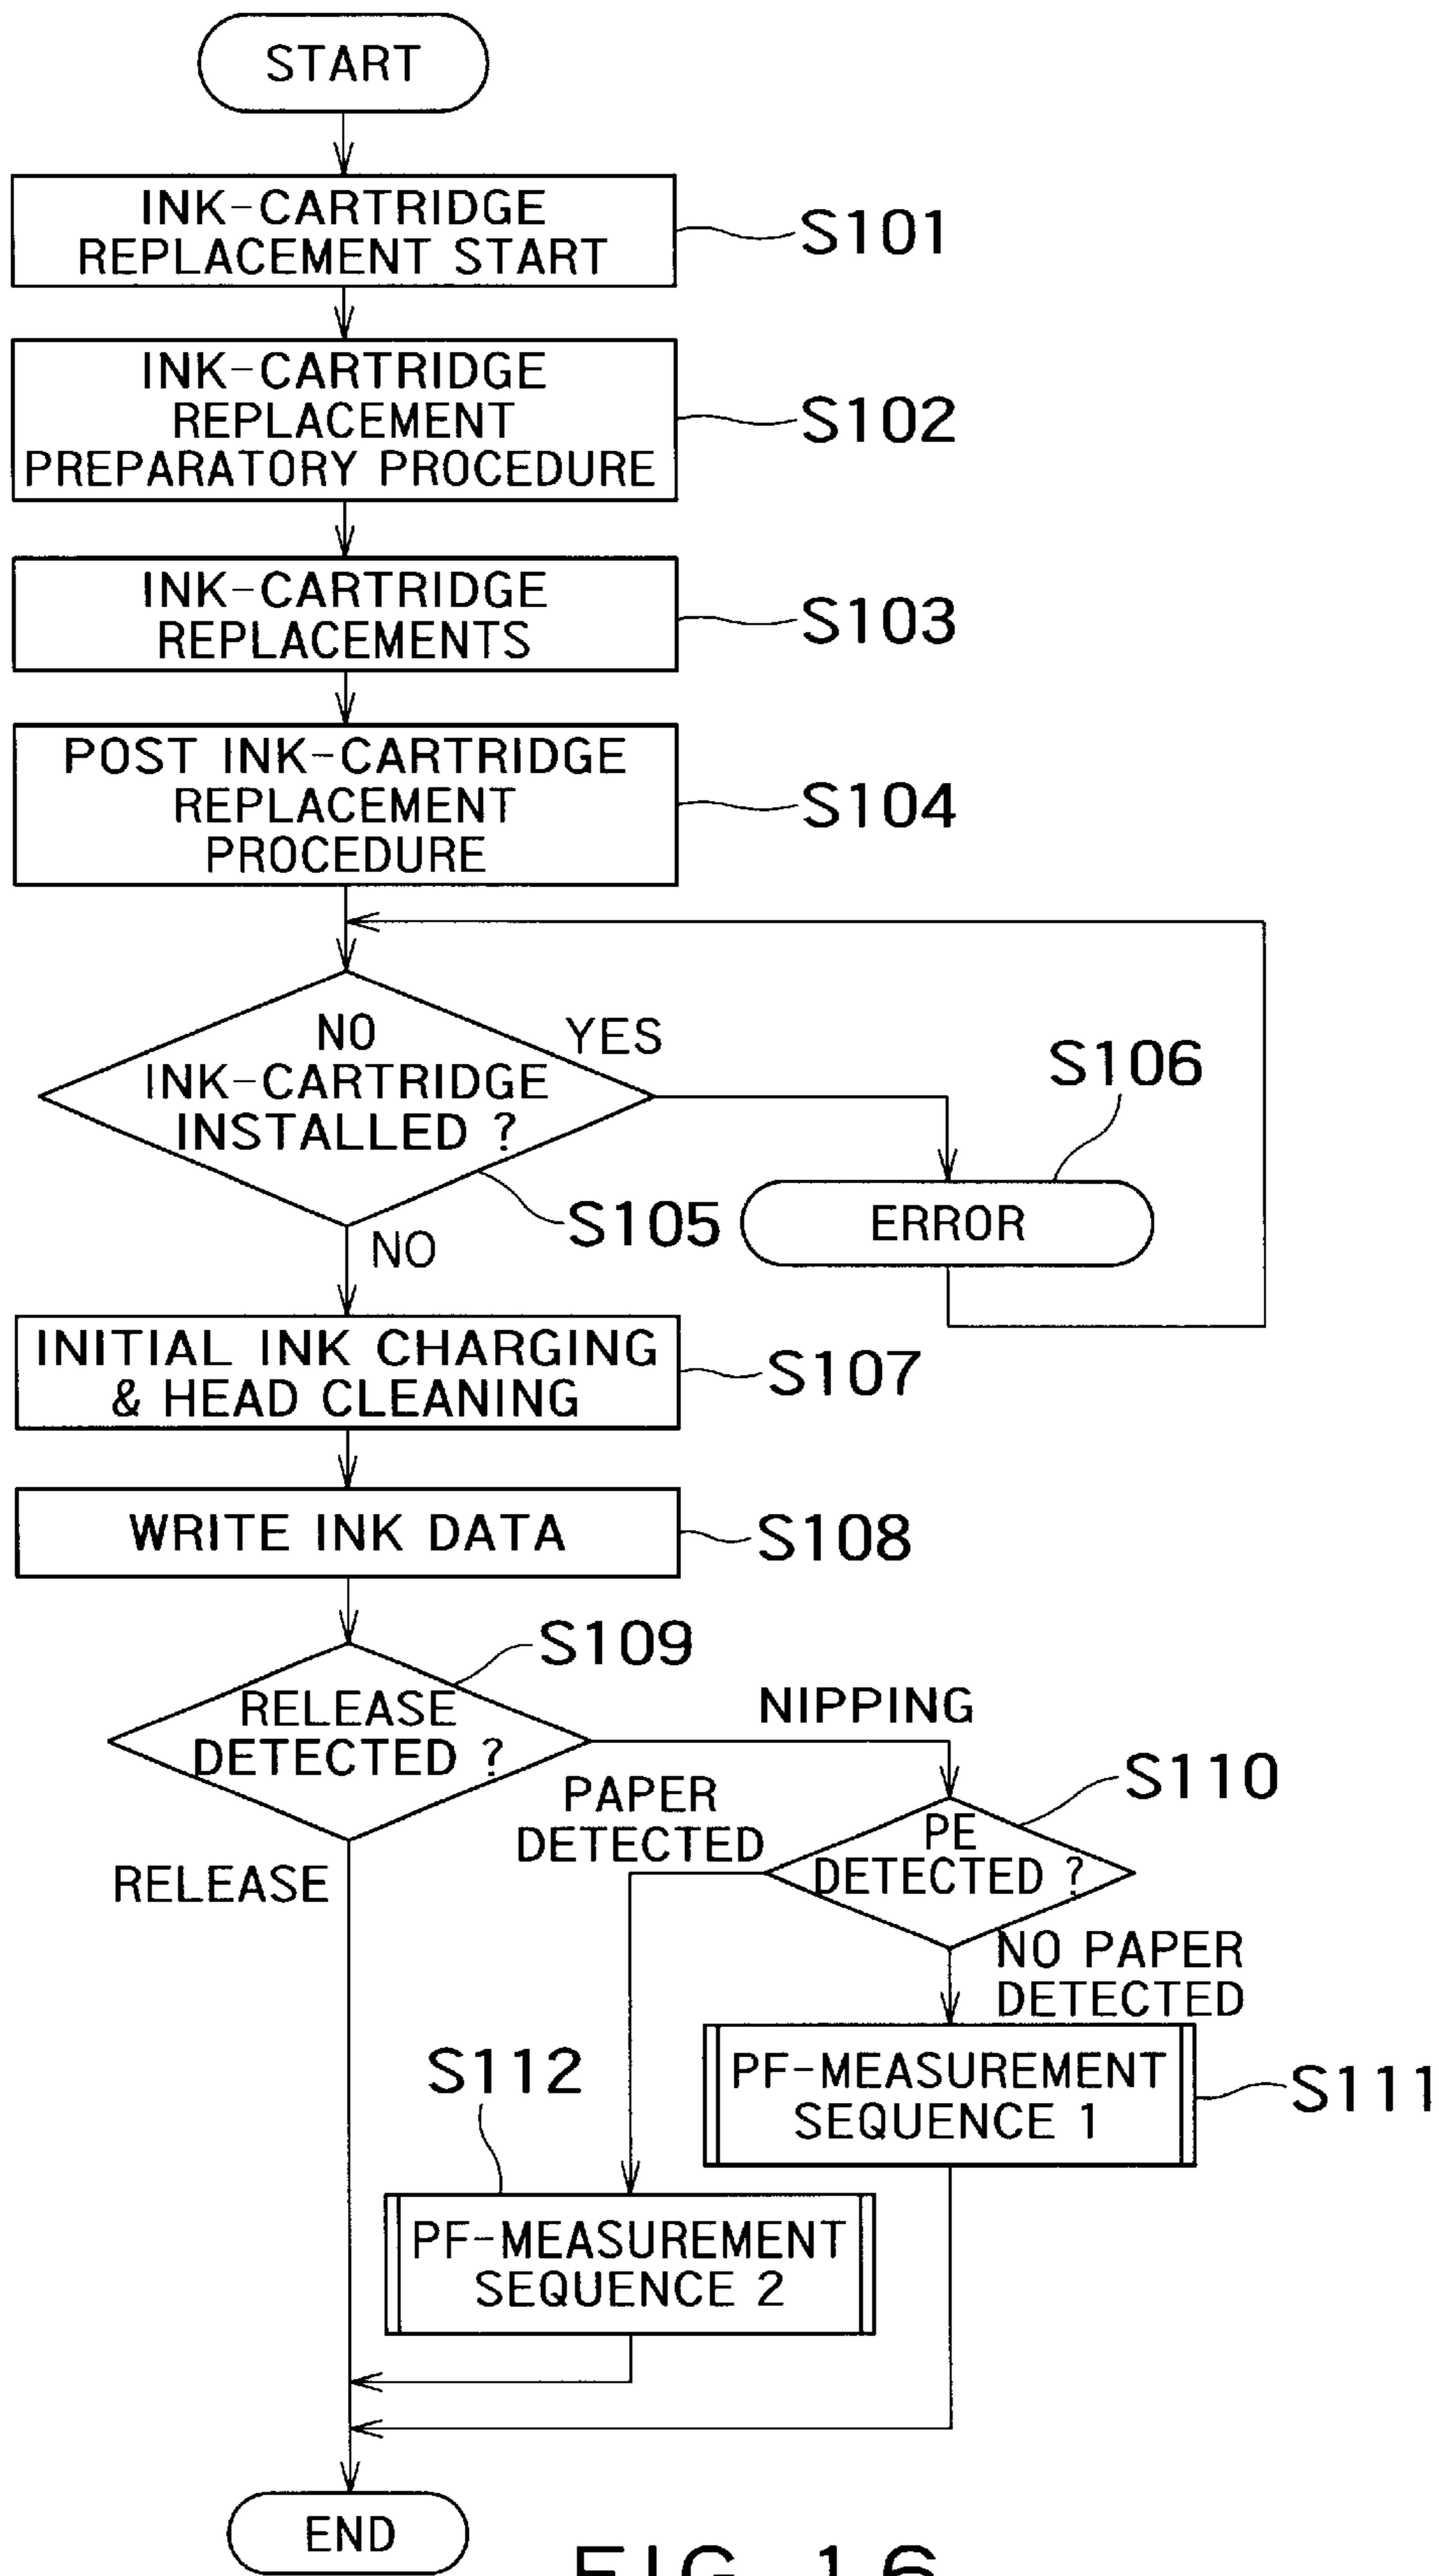 START
INK-CARTRIDGE
REPLACEMENT START
S101
INK-CARTRIDGE
REPLACEMENT
PREPARATORY PROCEDURE
S102
INK-CARTRIDGE
REPLACEMENTS
S103
POST INK-CARTRIDGE
REPLACEMENT
PROCEDURE
S104
NO
INK-CARTRIDGE
INSTALLED ?
YES
S105
S106
ERROR
NO
INITIAL INK CHARGING
& HEAD CLEANING
S107
WRITE INK DATA
S108
S109
RELEASE
DETECTED ?
NIPPING
S110
PAPER
DETECTED
PE
DETECTED ?
RELEASE
NO PAPER
DETECTED
PF-MEASUREMENT
SEQUENCE 1
S111
S112
PF-MEASUREMENT
SEQUENCE 2
END
FIG.16